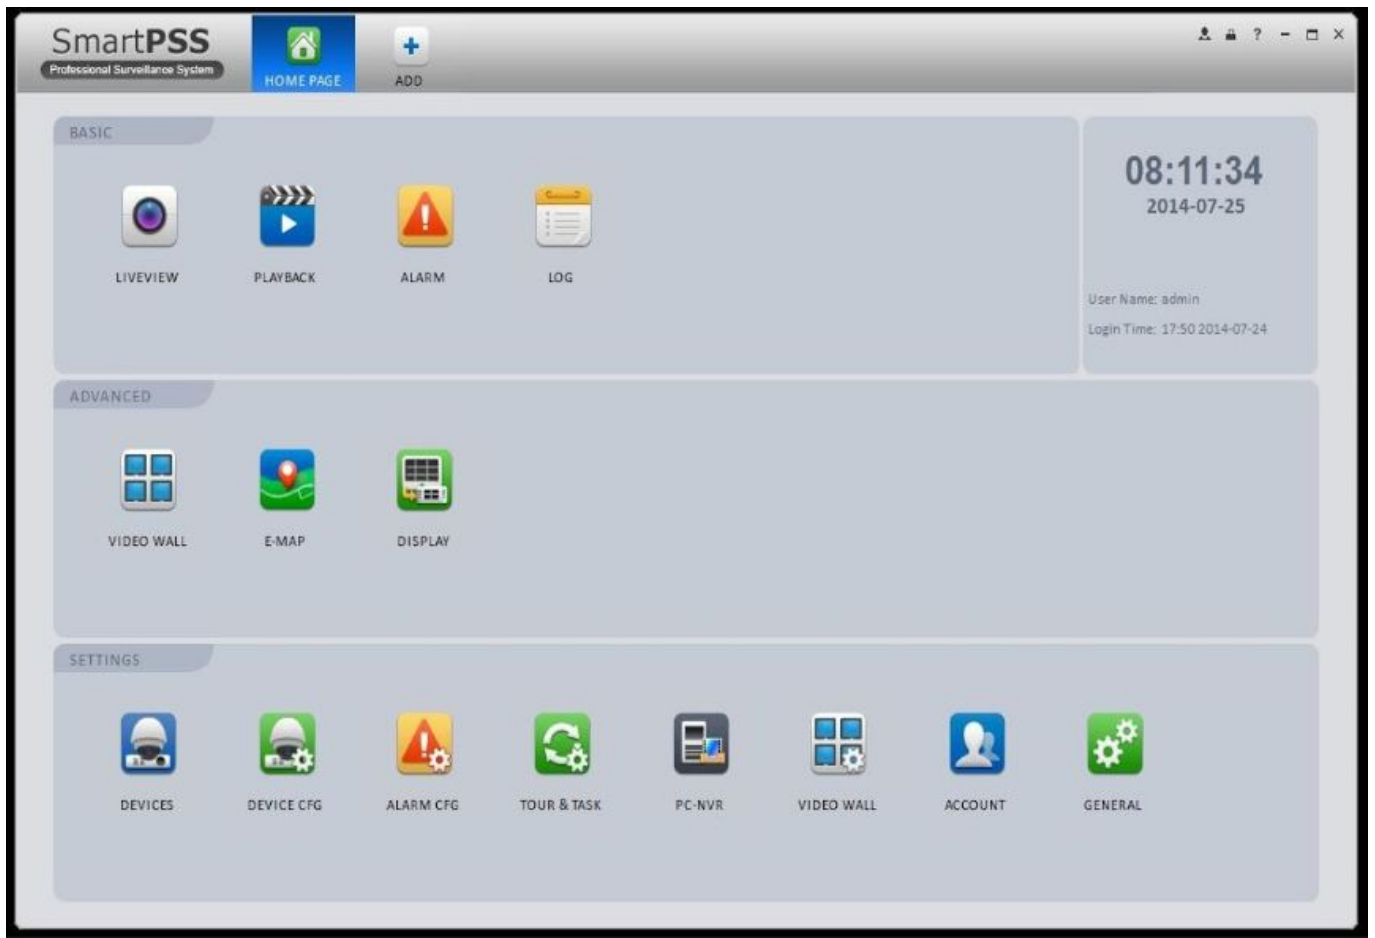 SmartPSS
Professional Surveillance System
HOME PAGE
ADD
?
BASIC
LIVEVIEW
PLAYBACK
ALARM
LOG
08:11:34
2014-07-25
User Name: admin
Login Time: 17:50 2014-07-24
ADVANCED
VIDEO WALL
E-MAP
DISPLAY
SETTINGS
DEVICES
DEVICE CFG
ALARM CFG
TOUR & TASK
PC-NVR
VIDEO WALL
ACCOUNT
GENERAL